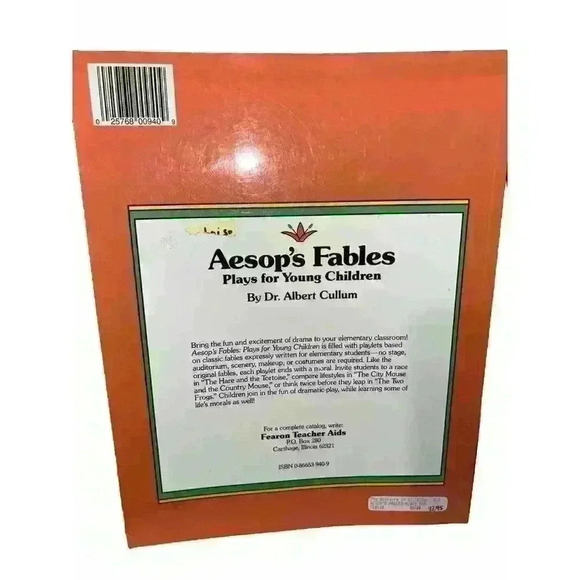 0 25768 00940 9
Aesop's Fables
Plays for Young Children
By Dr. Albert Cullum
Bring the fun and excitement of drama to your elementary classroom!
Aesop's Fables: Plays for Young Children is filled with playlets based
on classic fables expressly written for elementary students—no stage,
auditorium, scenery, makeup, or costumes are required. Like the
original fables, each playlet ends with a moral. Invite students to a race
in "The Hare and the Tortoise," compare lifestyles in "The City Mouse
and the Country Mouse," or think twice before they leap in "The Two
Frogs." Children join in the fun of dramatic play, while learning some of
life's morals as well!
For a complete catalog, write:
Fearon Teacher Aids
P.O. Box 280
Carthage, Illinois 62321
ISBN 0-86653-940-9